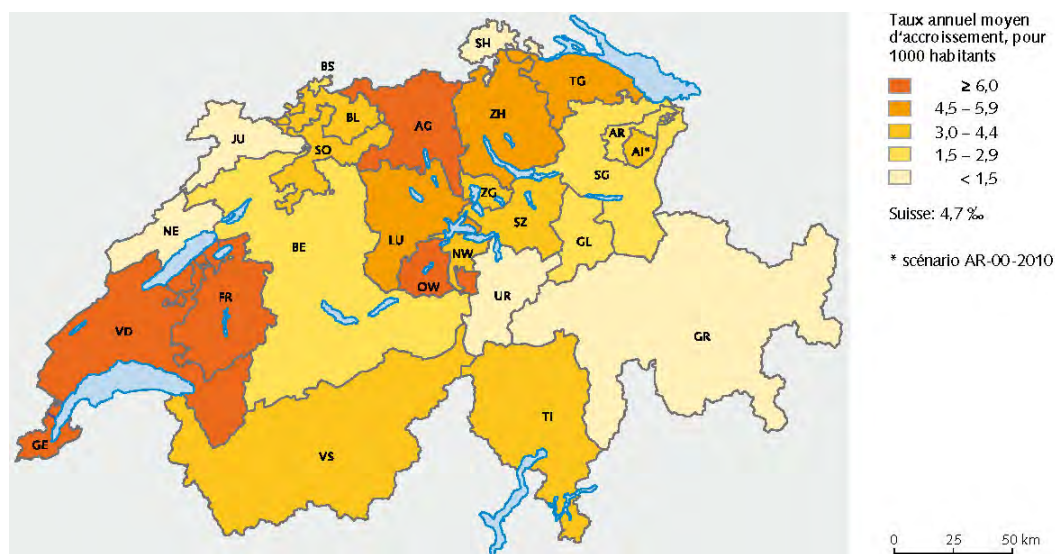 SH
BS
TG
BL
AG
ZH
JU
AR
AI*
SO
SG
ZG
NE
SZ
BE
LU
GL
NW
FR
OW
UR
VD
GR
TI
GE
VS
Taux annuel moyen
d'accroissement, pour
1000 habitants
≥ 6,0
4,5 – 5,9
3,0 – 4,4
1,5 – 2,9
< 1,5
Suisse: 4,7 ‰
* scénario AR-00-2010
0 25 50 km